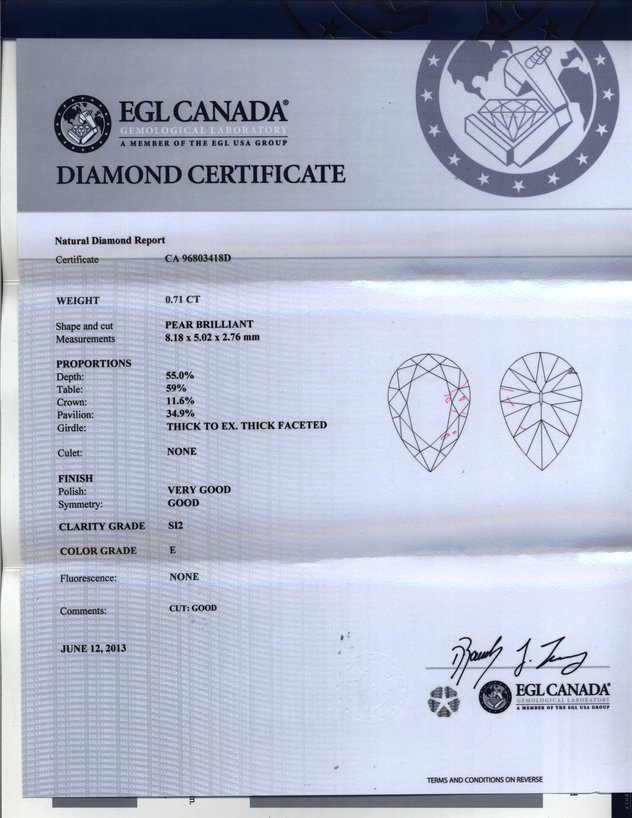 EGL CANADA®
GEMOLOGICAL LABORATORY
A MEMBER OF THE EGL USA GROUP
DIAMOND CERTIFICATE
Natural Diamond Report
Certificate CA 96803418D
WEIGHT 0.71 CT
Shape and cut PEAR BRILLIANT
Measurements 8.18 x 5.02 x 2.76 mm
PROPORTIONS
Depth: 55.0%
Table: 59%
Crown: 11.6%
Pavilion: 34.9%
Girdle: THICK TO EX. THICK FACETED
Culet: NONE
FINISH
Polish: VERY GOOD
Symmetry: GOOD
CLARITY GRADE SI2
COLOR GRADE E
Fluorescence: NONE
Comments: CUT: GOOD
JUNE 12, 2013
EGL CANADA®
GEMOLOGICAL LABORATORY
A MEMBER OF THE EGL USA GROUP
TERMS AND CONDITIONS ON REVERSE